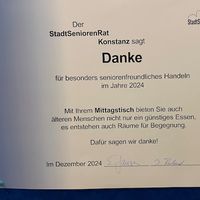 Der
StadtSeniorenRat
Konstanz sagt
Danke
für besonders seniorenfreundliches Handeln
im Jahre 2024
Mit Ihrem Mittagstisch bieten Sie auch
älteren Menschen nicht nur ein günstiges Essen,
es entstehen auch Räume für Begegnung.
Dafür sagen wir danke!
Im Dezember 2024